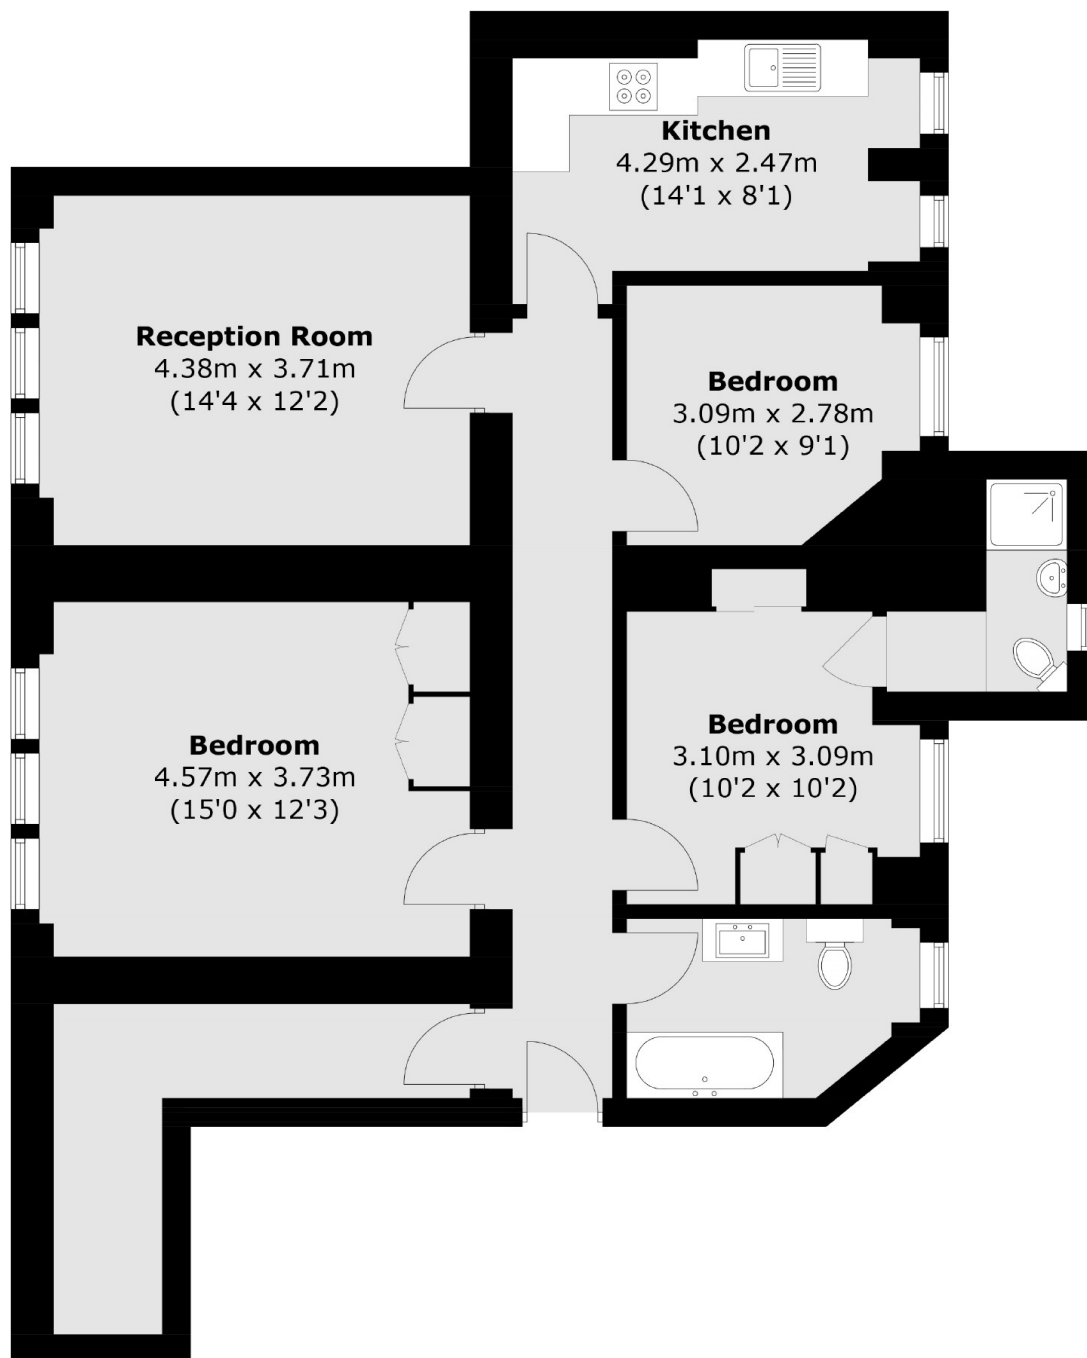 Kitchen
4.29m x 2.47m
(14'1 x 8'1)
Reception Room
4.38m x 3.71m
(14'4 x 12'2)
Bedroom
3.09m x 2.78m
(10'2 x 9'1)
Bedroom
4.57m x 3.73m
(15'0 x 12'3)
Bedroom
3.10m x 3.09m
(10'2 x 10'2)